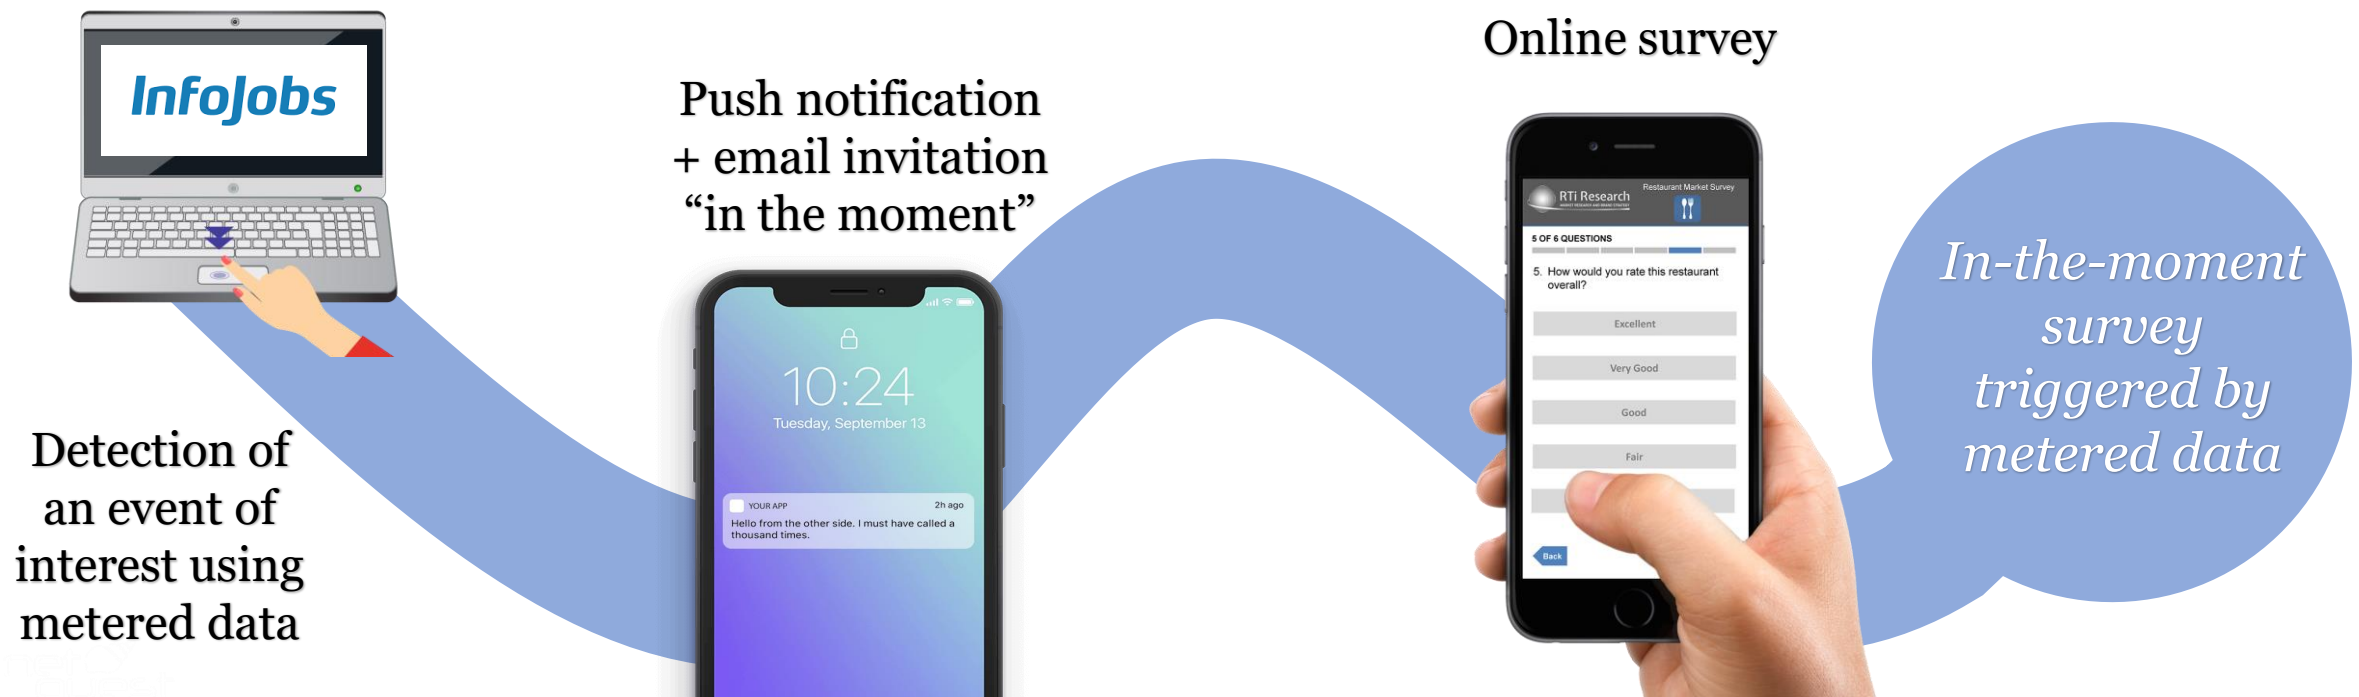 InfoJobs
Detection of
an event of
interest using
metered data
Push notification
+ email invitation
“in the moment”
10:24
Tuesday, September 13
YOUR APP
2h ago
Hello from the other side. I must have called a
thousand times.
Online survey
RTi Research
Restaurant Market Survey
5 OF 6 QUESTIONS
5. How would you rate this restaurant
overall?
Excellent
Very Good
Good
Fair
Back
In-the-moment
survey
triggered by
metered data